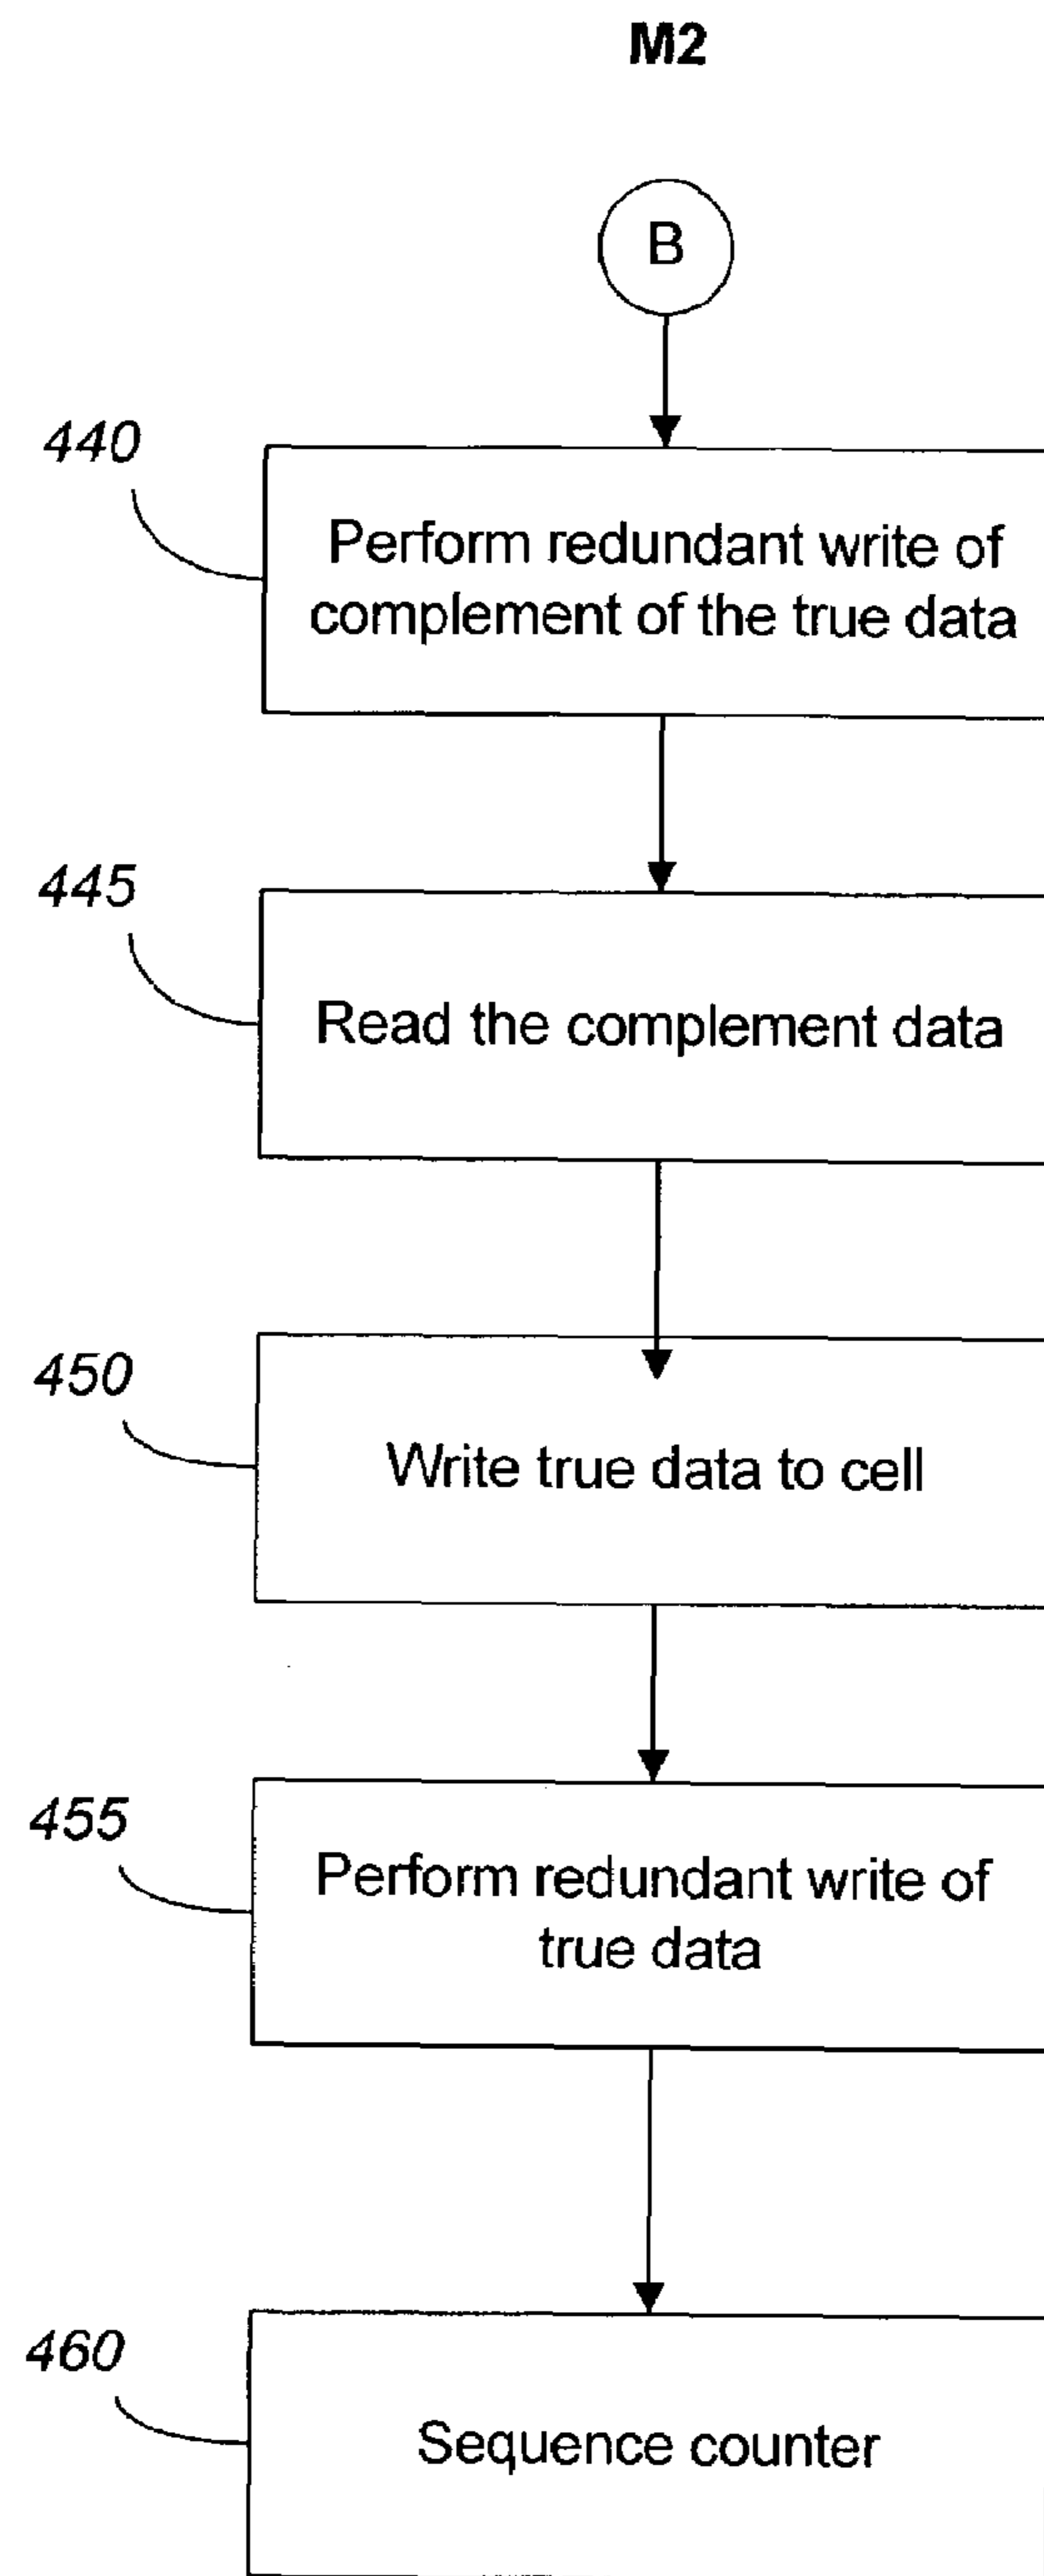 M2
B
440
Perform redundant write of
complement of the true data
445
Read the complement data
450
Write true data to cell
455
Perform redundant write of
true data
460
Sequence counter